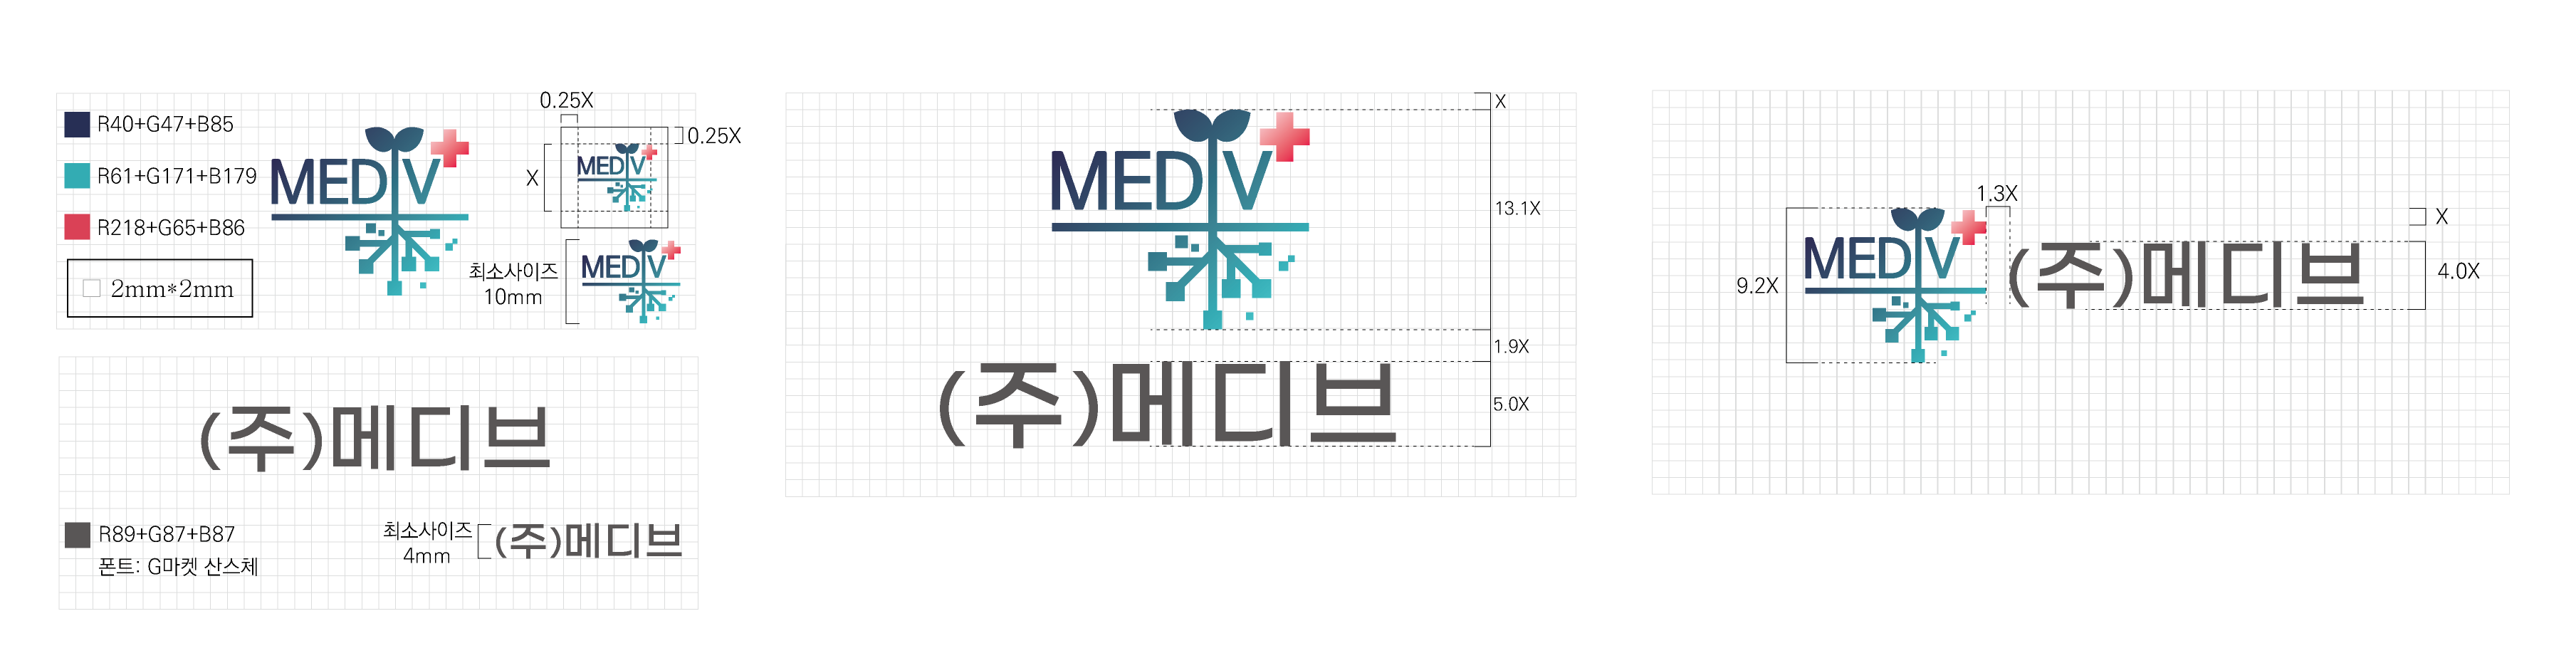 0.25X
R40+G47+B85
0.25X
MEDIV
MEDIV
R61+G171+B179
X
R218+G65+B86
MEDIV
최소사이즈
10mm
2mm*2mm
(주)메디브
R89+G87+B87
폰트: G마켓 산스체
최소사이즈
4mm
(주)메디브
X
MEDIV
13.1X
1.9X
(주)메디브
5.0X
1.3X
X
MEDIV
(주)메디브
9.2X
4.0X